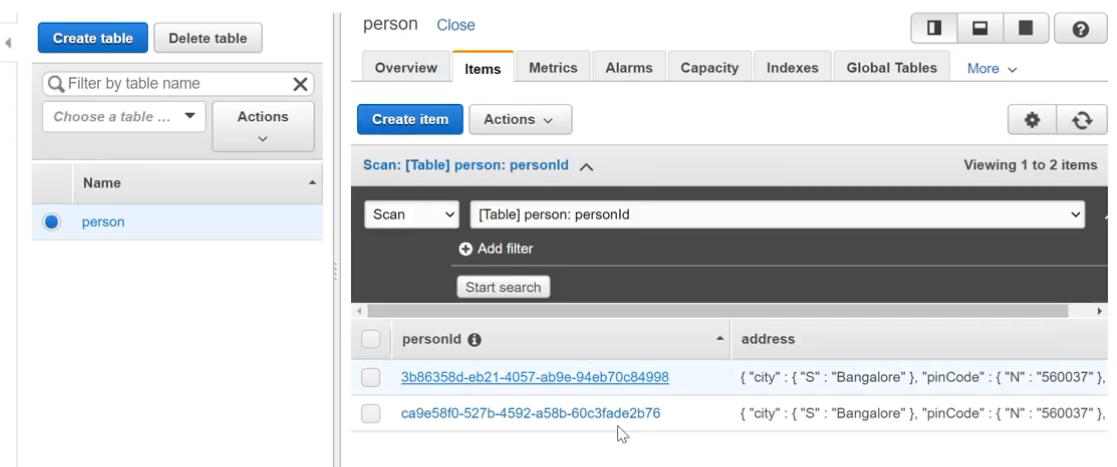 Create table Delete table
Filter by table name
Choose a table ... Actions
Name
person
person Close
Overview Items Metrics Alarms Capacity Indexes Global Tables More
Create item Actions
Scan: [Table] person: personId Viewing 1 to 2 items
Scan [Table] person: personId
Add filter
Start search
personId address
3b86358d-eb21-4057-ab9e-94eb70c84998 { "city" : { "S" : "Bangalore" }, "pinCode" : { "N" : "560037" },
ca9e58f0-527b-4592-a58b-60c3fade2b76 { "city" : { "S" : "Bangalore" }, "pinCode" : { "N" : "560037" },